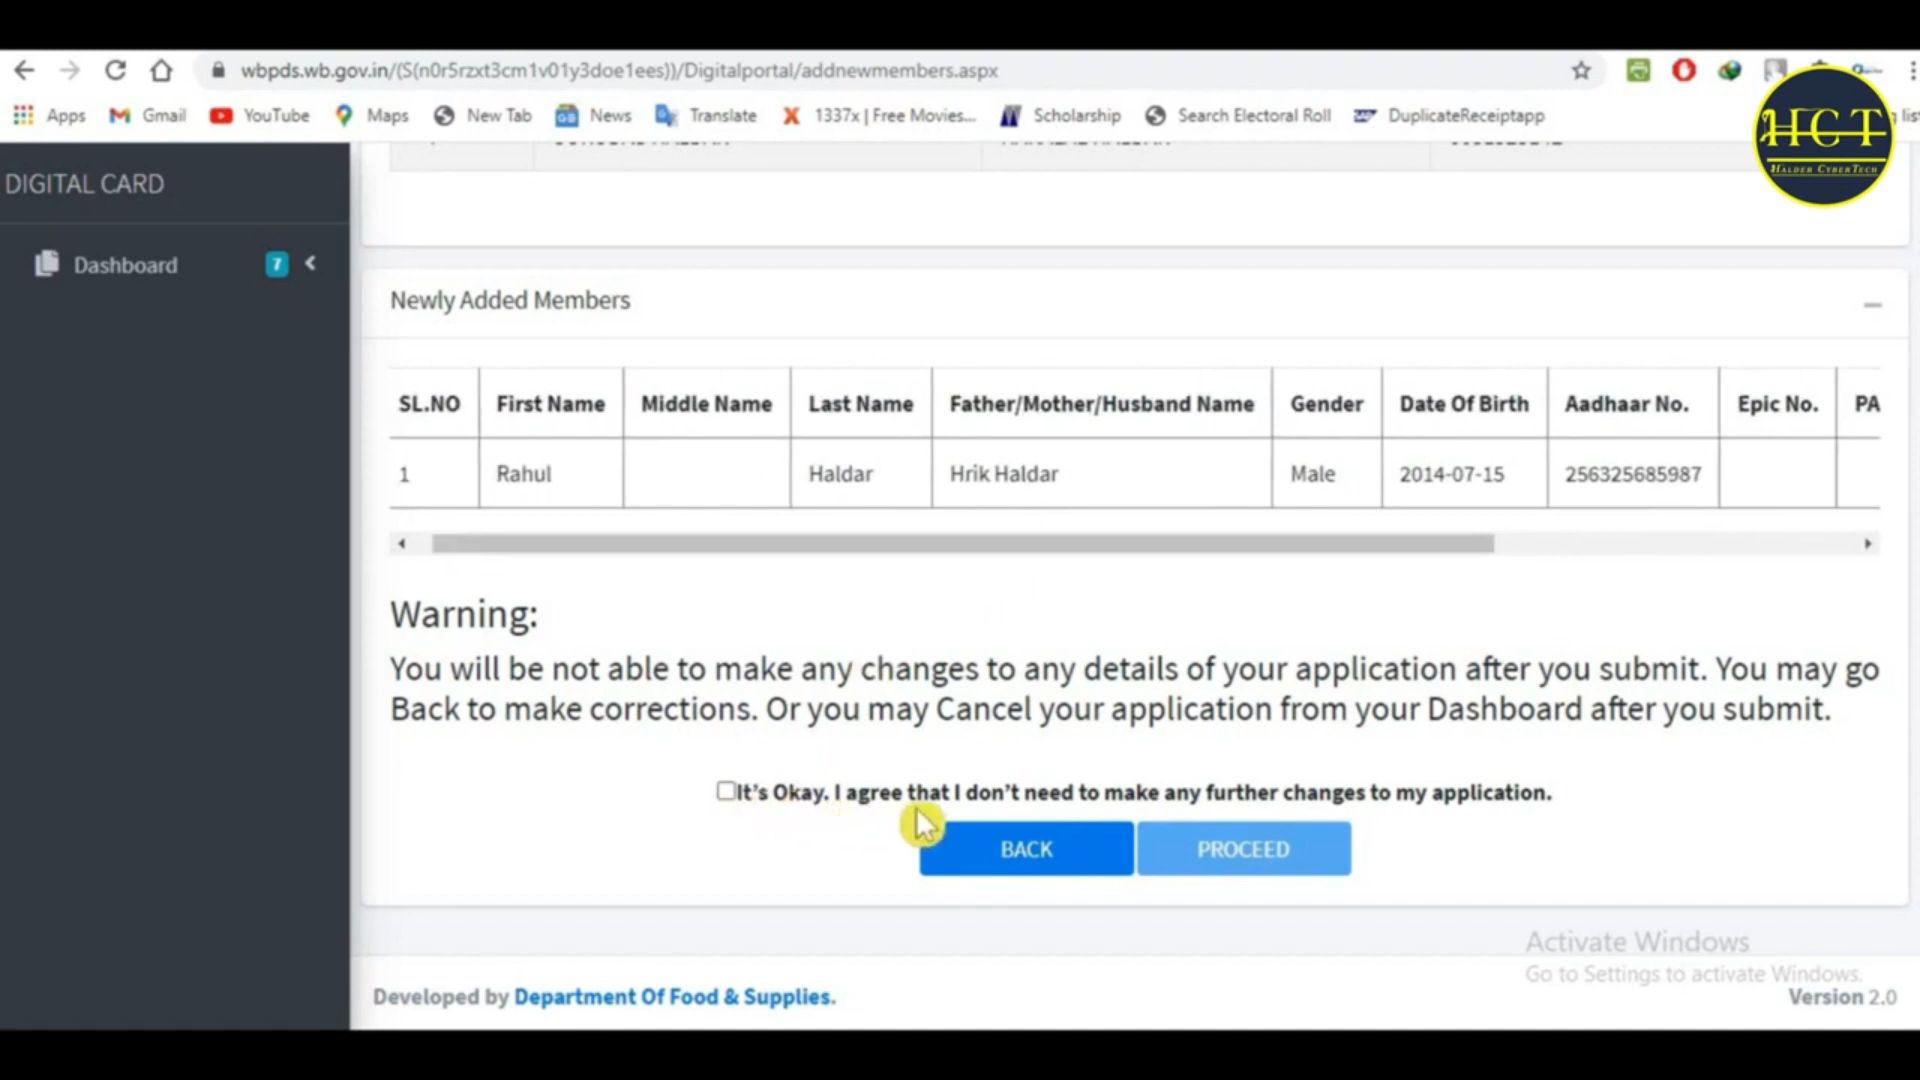 wbpds.wb.gov.in/(S(n0r5rzxt3cm1v01y3doe1ees))/Digitalportal/addnewmembers.aspx
Apps Gmail YouTube Maps New Tab News Translate 1337x | Free Movies... Scholarship Search Electoral Roll DuplicateReceiptapp g list
HCT
HALDER CYBERTECH
DIGITAL CARD
Dashboard 7
Newly Added Members
SL.NO First Name Middle Name Last Name Father/Mother/Husband Name Gender Date Of Birth Aadhaar No. Epic No. PA
1 Rahul Haldar Hrik Haldar Male 2014-07-15 256325685987
Warning:
You will be not able to make any changes to any details of your application after you submit. You may go
Back to make corrections. Or you may Cancel your application from your Dashboard after you submit.
It's Okay. I agree that I don't need to make any further changes to my application.
BACK PROCEED
Activate Windows
Go to Settings to activate Windows.
Developed by Department Of Food & Supplies.
Version 2.0